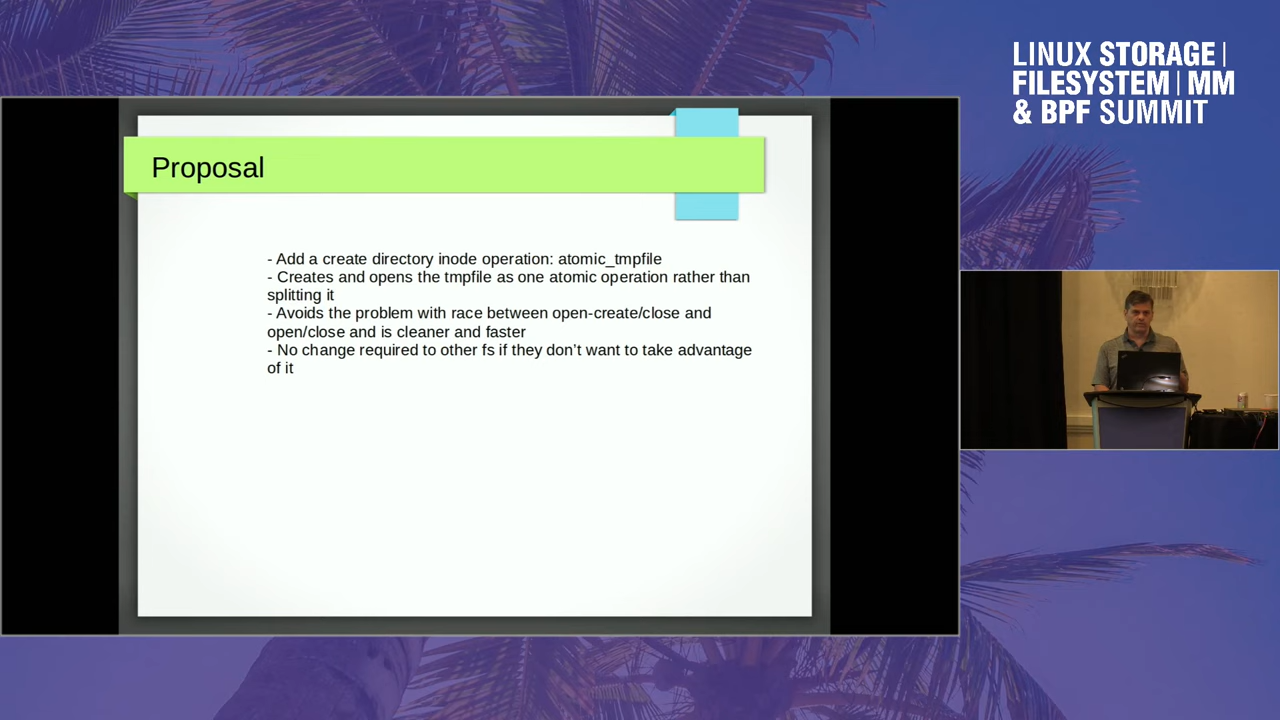 LINUX STORAGE |
FILESYSTEM | MM
& BPF SUMMIT
Proposal
- Add a create directory inode operation: atomic_tmpfile
- Creates and opens the tmpfile as one atomic operation rather than
splitting it
- Avoids the problem with race between open-create/close and
open/close and is cleaner and faster
- No change required to other fs if they don’t want to take advantage
of it